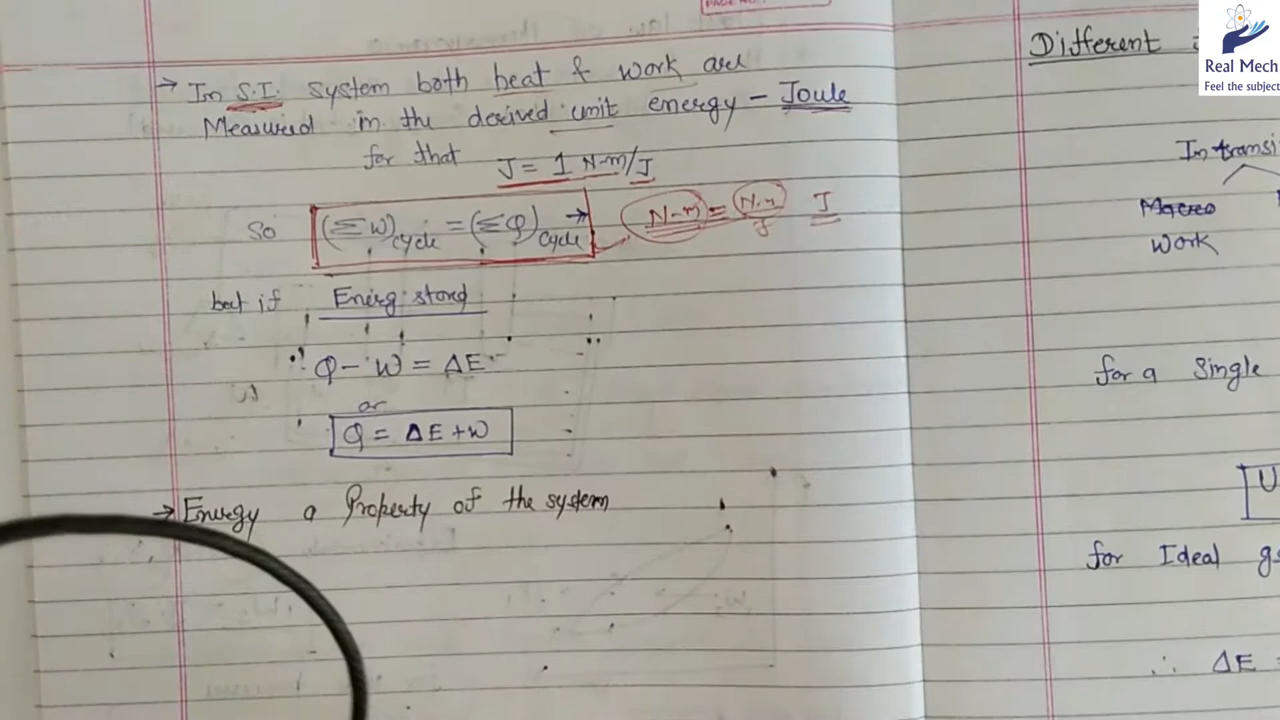 → In S.I. system both heat & work are
Measured in the derived unit energy - Joule
for that J = 1 N-m/J
So (ΣW)cycle = (ΣQ)cycle → N-m = N-m/J J
but if Energ stored
∴ Q - W = ΔE
or
Q = ΔE + W
→ Energy a Property of the system
Different
In transi
Macro
Work
for a Single
U
for Ideal gs
∴ ΔE =
Real Mech
Feel the subject